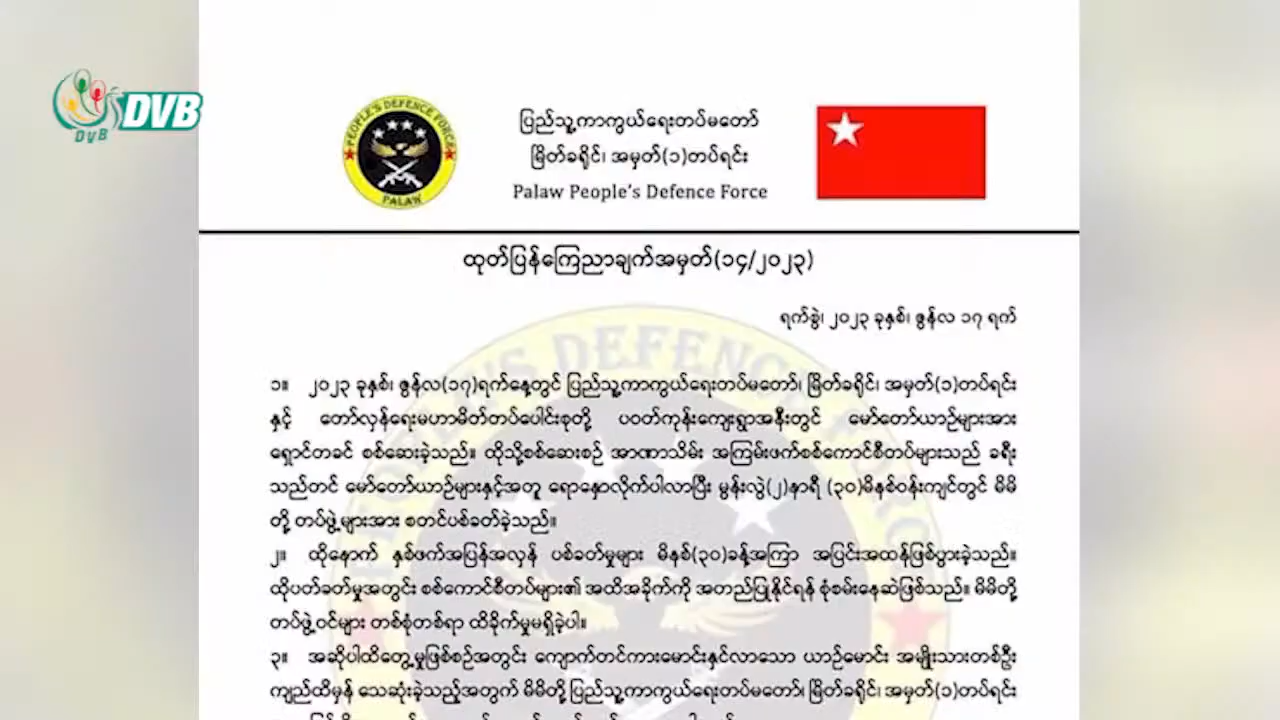 DVB
DVB
PEOPLE'S DEFENCE FORCE
PALAW
ပြည်သူ့ကာကွယ်ရေးတပ်မတော်
မြိတ်ခရိုင်၊ အမှတ်(၁)တပ်ရင်း
Palaw People's Defence Force
ထုတ်ပြန်ကြေညာချက်အမှတ်(၁၄/၂၀၂၃)
ရက်စွဲ၊ ၂၀၂၃ ခုနှစ်၊ ဇွန်လ ၁၇ ရက်
၁။ ၂၀၂၃ ခုနှစ်၊ ဇွန်လ(၁၇)ရက်နေ့တွင် ပြည်သူ့ကာကွယ်ရေးတပ်မတော်၊ မြိတ်ခရိုင်၊ အမှတ်(၁)တပ်ရင်း
နှင့် တော်လှန်ရေးမဟာမိတ်တပ်ပေါင်းစုတို့ ပဝတ်ကုန်းကျေးရွာအနီးတွင် မော်တော်ယာဉ်များအား
ရှောင်တခင် စစ်ဆေးခဲ့သည်။ ထိုသို့စစ်ဆေးစဉ် အာဏာသိမ်း အကြမ်းဖက်စစ်ကောင်စီတပ်များသည် ခရီး
သည်တင် မော်တော်ယာဉ်များနှင့်အတူ ရောနှောလိုက်ပါလာပြီး မွန်းလွဲ(၂)နာရီ (၃၀)မိနစ်ဝန်းကျင်တွင် မိမိ
တို့ တပ်ဖွဲ့များအား စတင်ပစ်ခတ်ခဲ့သည်။
၂။ ထို့နောက် နှစ်ဖက်အပြန်အလှန် ပစ်ခတ်မှုများ မိနစ်(၃၀)ခန့်အကြာ အပြင်းအထန်ဖြစ်ပွားခဲ့သည်။
ထိုပတ်ခတ်မှုအတွင်း စစ်ကောင်စီတပ်များ၏ အထိအခိုက်ကို အတည်ပြုနိုင်ရန် စုံစမ်းနေဆဲဖြစ်သည်။ မိမိတို့
တပ်ဖွဲ့ဝင်များ တစ်စုံတစ်ရာ ထိခိုက်မှုမရှိခဲ့ပါ။
၃။ အဆိုပါထိတွေ့မှုဖြစ်စဉ်အတွင်း ကျောက်တင်ကားမောင်းနှင်လာသော ယာဉ်မောင်း အမျိုးသားတစ်ဦး
ကျည်ထိမှန် သေဆုံးခဲ့သည့်အတွက် မိမိတို့ ပြည်သူ့ကာကွယ်ရေးတပ်မတော်၊ မြိတ်ခရိုင်၊ အမှတ်(၁)တပ်ရင်း